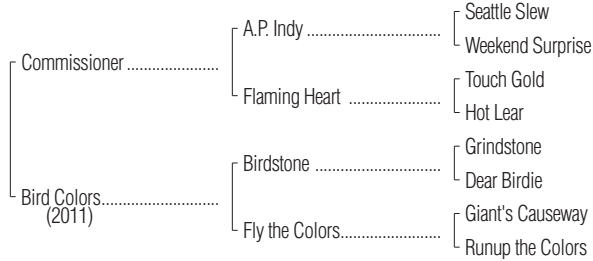 Seattle Slew
A.P. Indy ................................
Weekend Surprise
Commissioner ......................
Touch Gold
Flaming Heart ......................
Hot Lear
Grindstone
Birdstone ..............................
Dear Birdie
Bird Colors............................
(2011)
Giant's Causeway
Fly the Colors........................
Runup the Colors